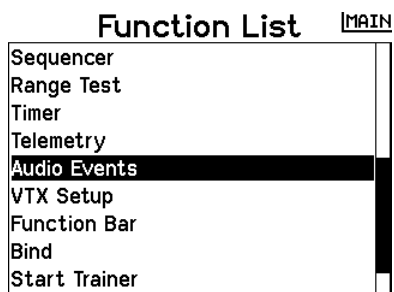 Function List
MAIN
Sequencer
Range Test
Timer
Telemetry
Audio Events
VTX Setup
Function Bar
Bind
Start Trainer